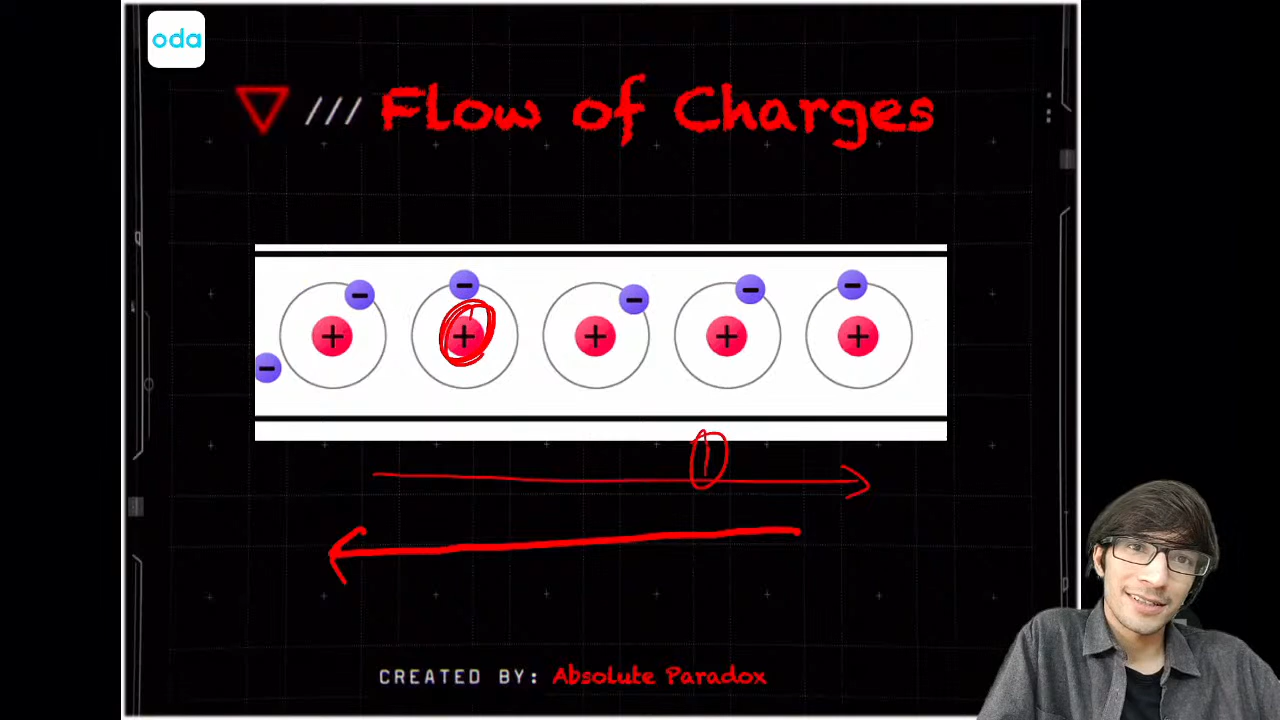 oda
/// Flow of Charges
- - - - -
+ + + + +
-
CREATED BY: Absolute Paradox